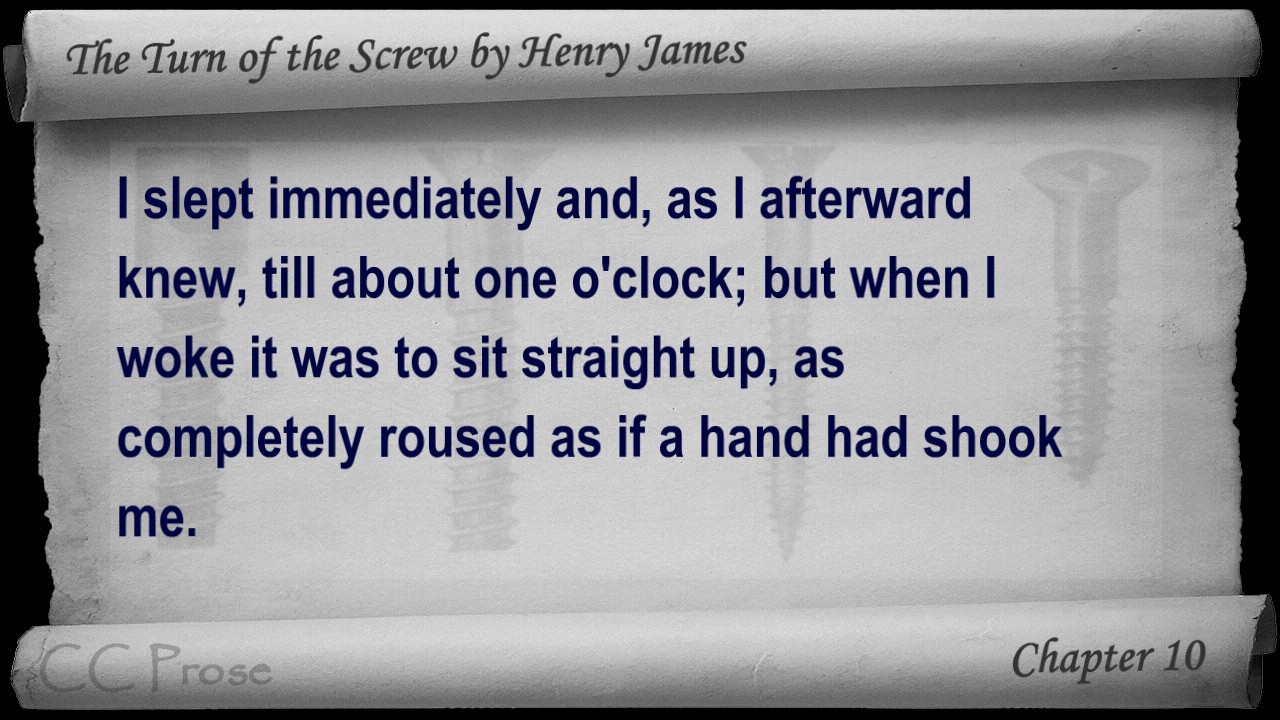 The Turn of the Screw by Henry James
I slept immediately and, as I afterward
knew, till about one o'clock; but when I
woke it was to sit straight up, as
completely roused as if a hand had shook
me.
CC Prose
Chapter 10